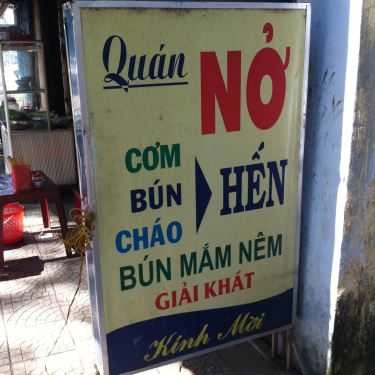 Quán
NỞ
CƠM
BÚN
CHÁO
HẾN
BÚN MẮM NÊM
GIẢI KHÁT
Kính Mời